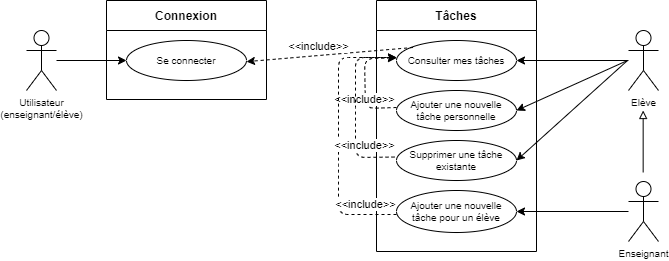 Connexion
Tâches
<<include>>
Se connecter
Consulter mes tâches
Utilisateur
(enseignant/élève)
Elève
<<include>>
Ajouter une nouvelle
tâche personnelle
<<include>>
Supprimer une tâche
existante
<<include>>
Ajouter une nouvelle
tâche pour un élève
Enseignant